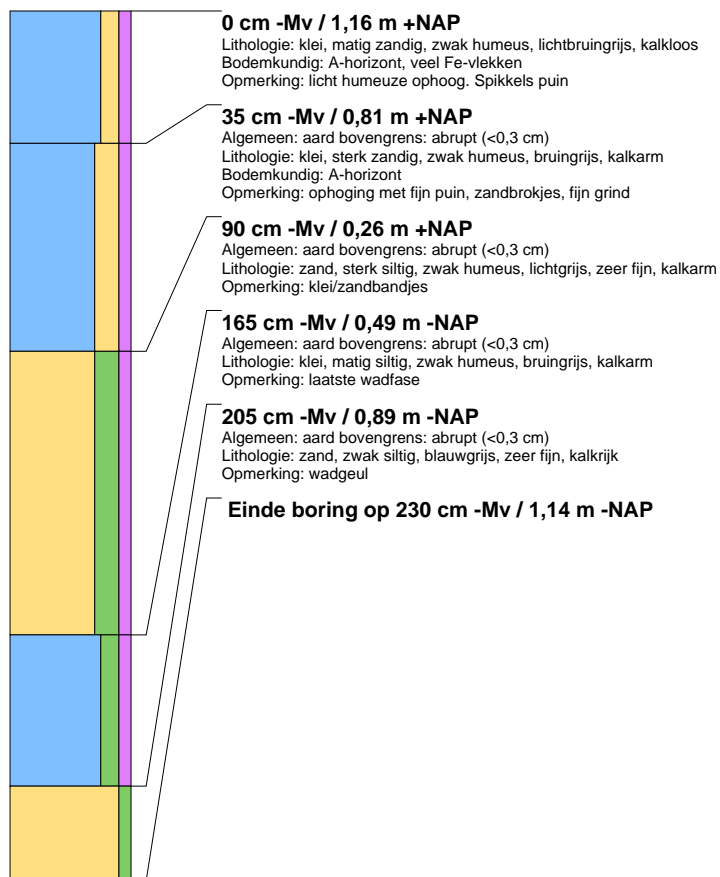 0 cm -Mv / 1,16 m +NAP
Lithologie: klei, matig zandig, zwak humeus, lichtbruingrijs, kalkloos
Bodemkundig: A-horizont, veel Fe-vlekken
Opmerking: licht humeuze ophoog. Spikkels puin
35 cm -Mv / 0,81 m +NAP
Algemeen: aard bovengrens: abrupt (<0,3 cm)
Lithologie: klei, sterk zandig, zwak humeus, bruingrijs, kalkarm
Bodemkundig: A-horizont
Opmerking: ophoging met fijn puin, zandbrokjes, fijn grind
90 cm -Mv / 0,26 m +NAP
Algemeen: aard bovengrens: abrupt (<0,3 cm)
Lithologie: zand, sterk siltig, zwak humeus, lichtgrijs, zeer fijn, kalkarm
Opmerking: klei/zandbandjes
165 cm -Mv / 0,49 m -NAP
Algemeen: aard bovengrens: abrupt (<0,3 cm)
Lithologie: klei, matig siltig, zwak humeus, bruingrijs, kalkarm
Opmerking: laatste wadfase
205 cm -Mv / 0,89 m -NAP
Algemeen: aard bovengrens: abrupt (<0,3 cm)
Lithologie: zand, zwak siltig, blauwgrijs, zeer fijn, kalkrijk
Opmerking: wadgeul
Einde boring op 230 cm -Mv / 1,14 m -NAP